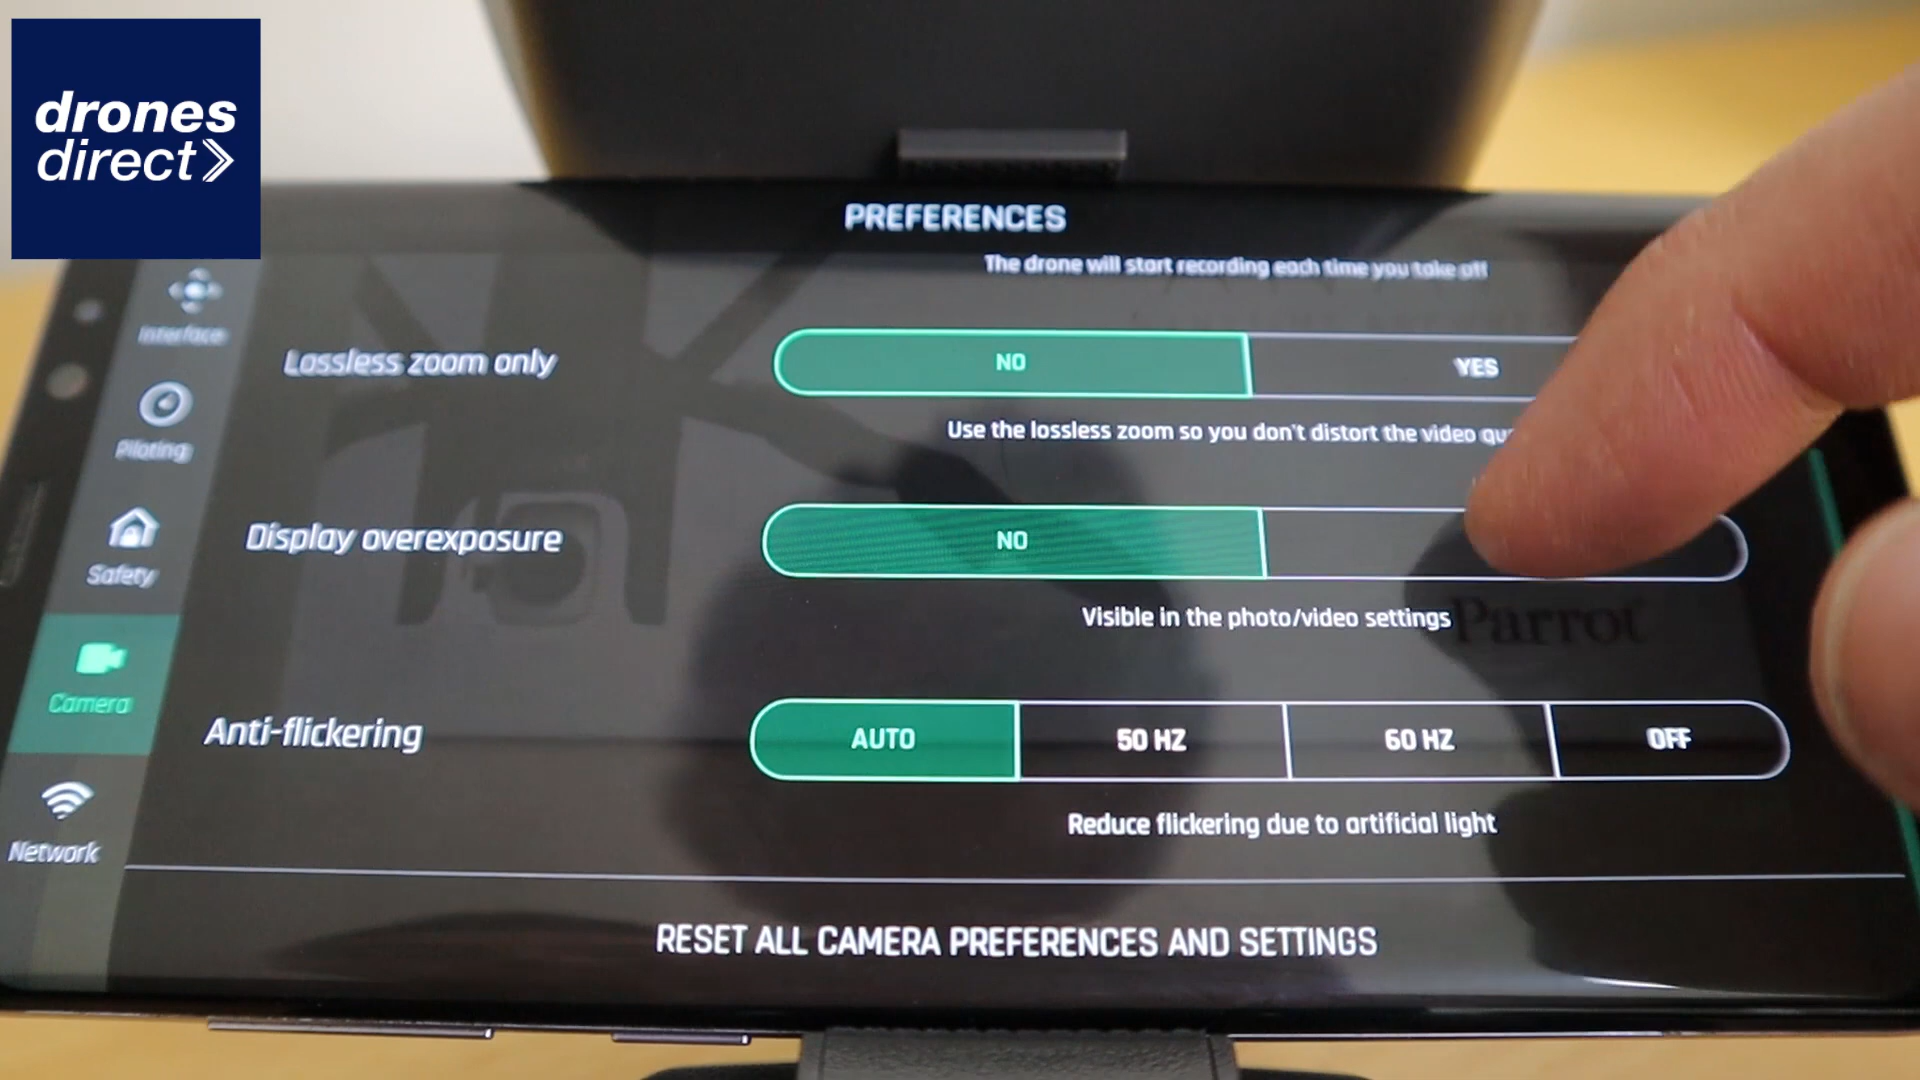 drones
direct
PREFERENCES
The drone will start recording each time you take off
Interface
Lossless zoom only
NO
YES
Use the lossless zoom so you don't distort the video
Piloting
Display overexposure
NO
Safety
Visible in the photo/video settings
Parrot
Camera
Anti-flickering
AUTO
50 HZ
60 HZ
OFF
Reduce flickering due to artificial light
Network
RESET ALL CAMERA PREFERENCES AND SETTINGS